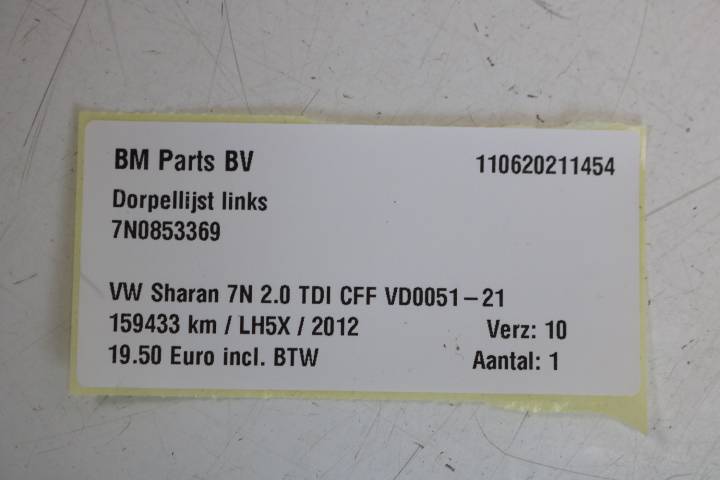 BM Parts BV 110620211454
Dorpellijst links
7N0853369
VW Sharan 7N 2.0 TDI CFF VD0051-21
159433 km / LH5X / 2012 Verz: 10
19.50 Euro incl. BTW Aantal: 1